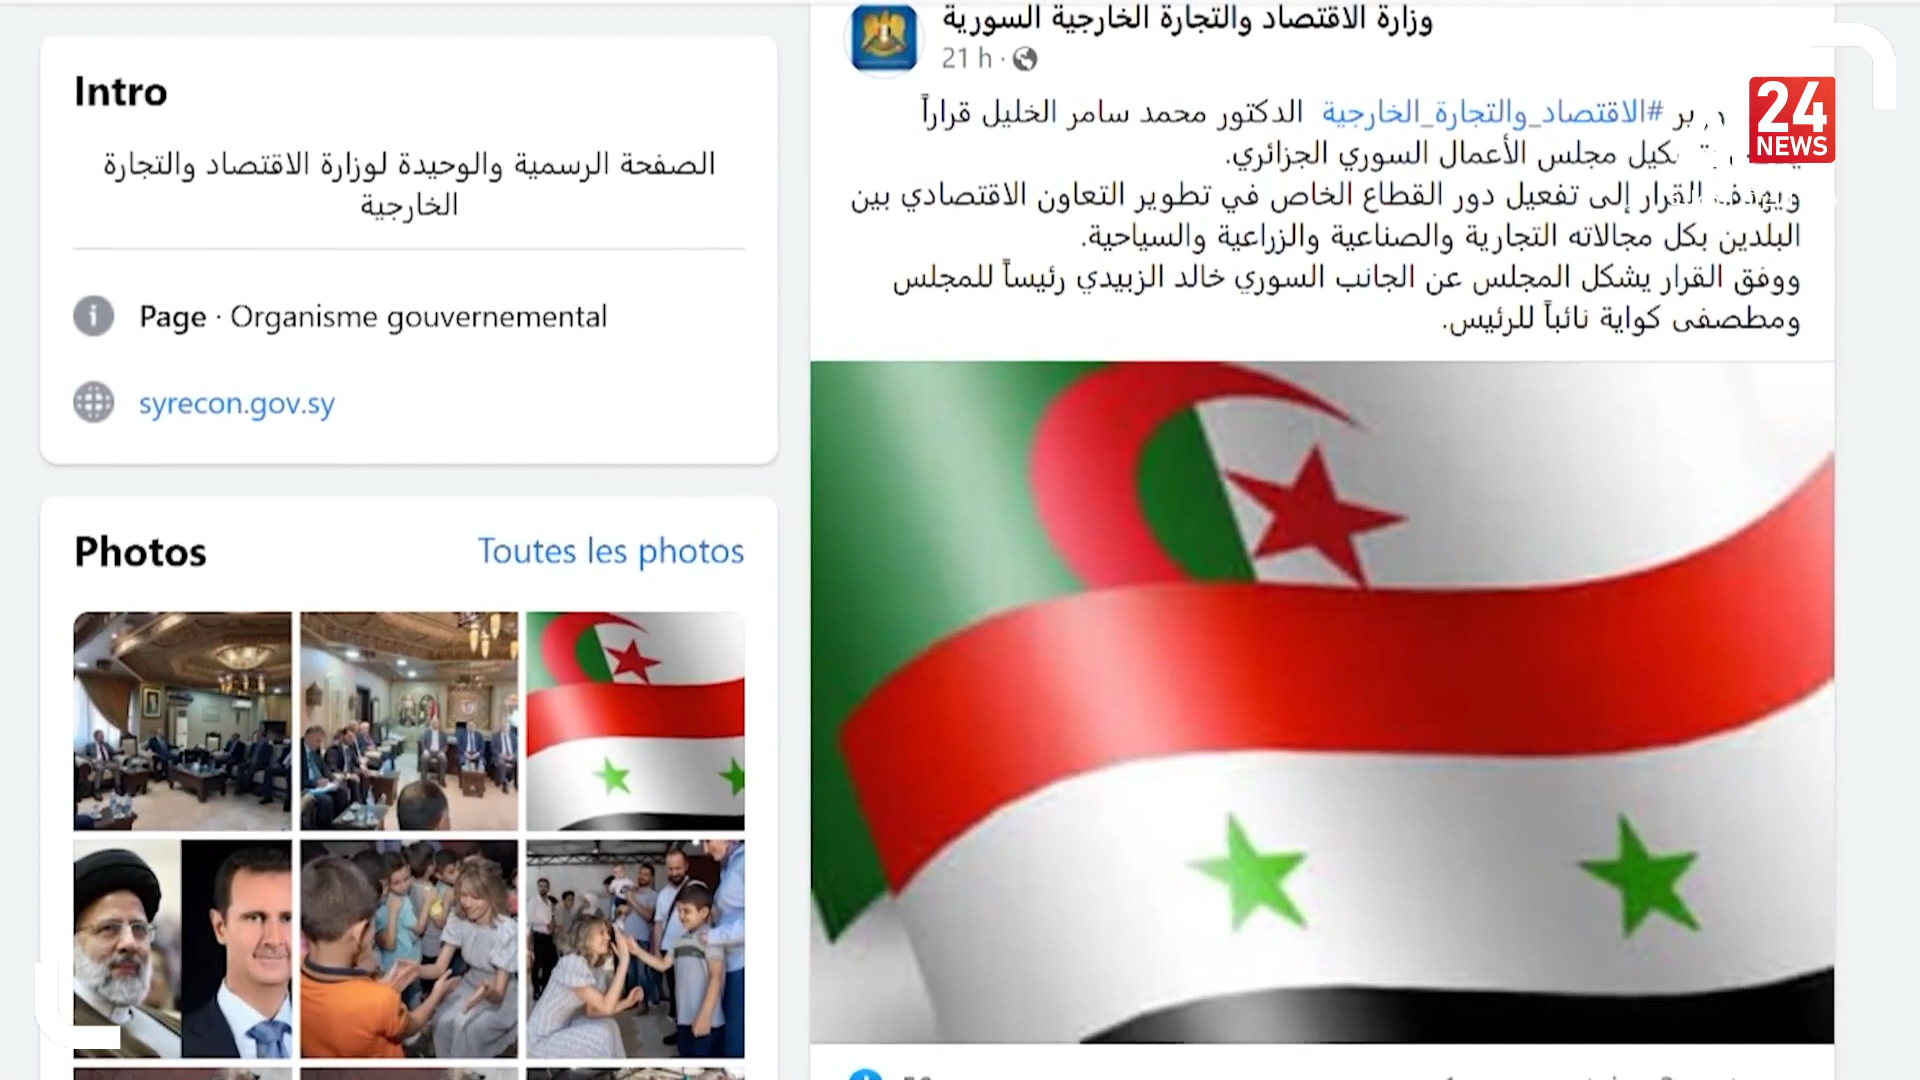 Intro
الصفحة الرسمية والوحيدة لوزارة الاقتصاد والتجارة
الخارجية
Page · Organisme gouvernemental
syrecon.gov.sy
Photos
Toutes les photos
وزارة الاقتصاد والتجارة الخارجية السورية
21 h ·
#الاقتصاد_والتجارة_الخارجية الدكتور محمد سامر الخليل قراراً
مجلس الأعمال السوري الجزائري.
ويهدف القرار إلى تفعيل دور القطاع الخاص في تطوير التعاون الاقتصادي بين
البلدين بكل مجالاته التجارية والصناعية والزراعية والسياحية.
ووفق القرار يشكل المجلس عن الجانب السوري خالد الزبيدي رئيساً للمجلس
ومطصفى كواية نائباً للرئيس.
24
NEWS